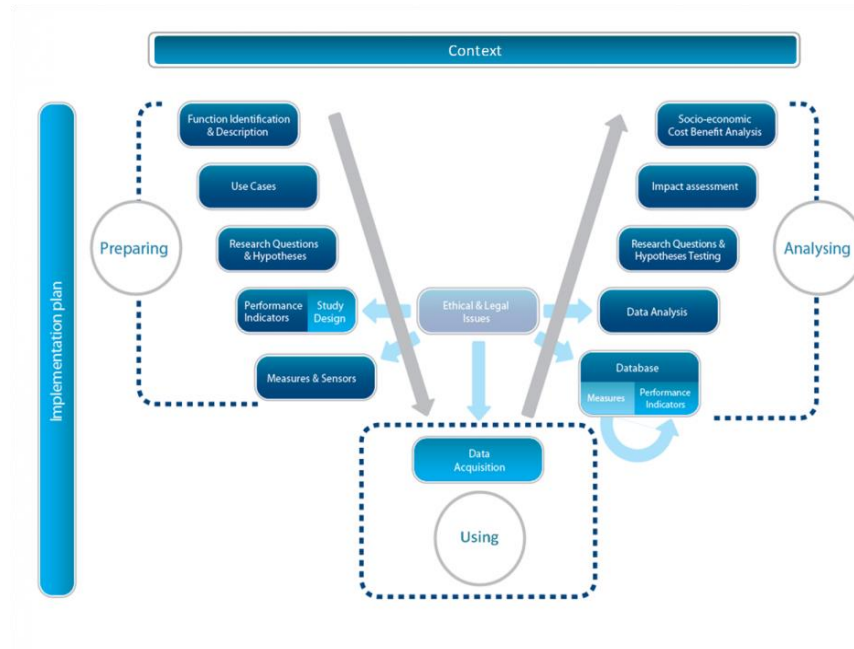 Context
Implementation plan
Preparing
Function Identification
& Description
Use Cases
Research Questions
& Hypotheses
Performance
Indicators
Study
Design
Measures & Sensors
Ethical & Legal
Issues
Data
Acquisition
Using
Socio-economic
Cost Benefit Analysis
Impact assessment
Research Questions &
Hypotheses Testing
Data Analysis
Database
Measures
Performance
Indicators
Analysing